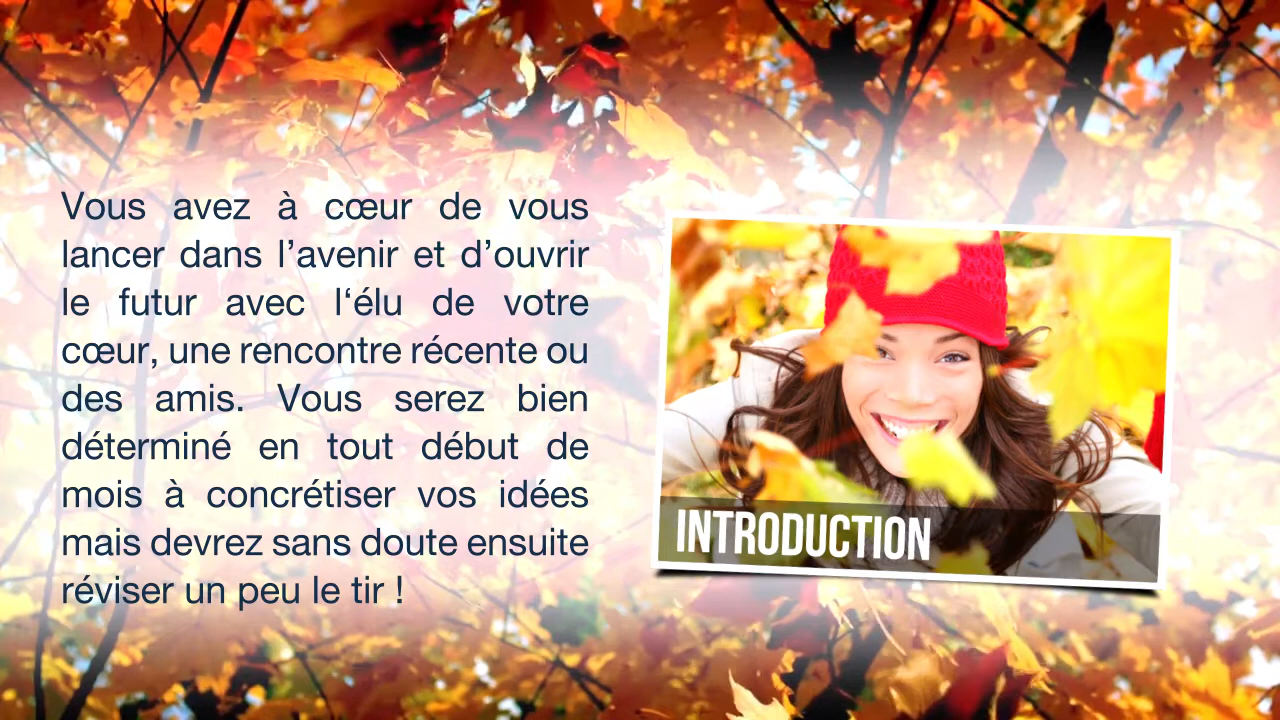 Vous avez à cœur de vous
lancer dans l’avenir et d’ouvrir
le futur avec l‘élu de votre
cœur, une rencontre récente ou
des amis. Vous serez bien
déterminé en tout début de
mois à concrétiser vos idées
mais devrez sans doute ensuite
réviser un peu le tir !
INTRODUCTION